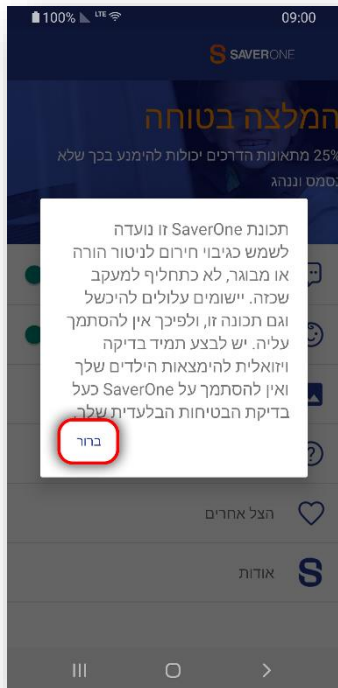 100% LTE 09:00
SAVERONE
המלצה בטוחה
25% מתאונות הדרכים יכולות להימנע בכך שלא
נסמס וננהג
תכונת SaverOne זו נועדה
לשמש כגיבוי חירום לניטור הורה
או מבוגר, לא כתחליף למעקב
שכזה. יישומים עלולים להיכשל
וגם תכונה זו, ולפיכך אין להסתמך
עליה. יש לבצע תמיד בדיקה
ויזואלית להימצאות הילדים שלך
ואין להסתמך על SaverOne כעל
בדיקת הבטיחות הבלעדית שלך.
ברור
הצל אחרים
אודות